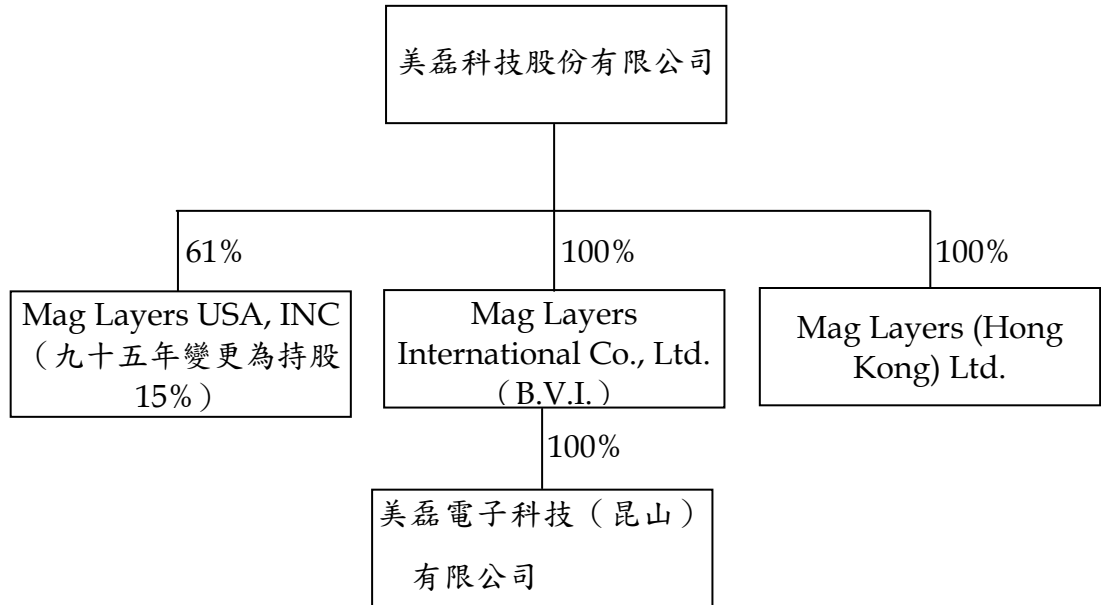 美磊科技股份有限公司
61%
100%
100%
Mag Layers USA, INC
（九十五年變更為持股
15%）
Mag Layers
International Co., Ltd.
（B.V.I.）
Mag Layers (Hong
Kong) Ltd.
100%
美磊電子科技（昆山）
有限公司